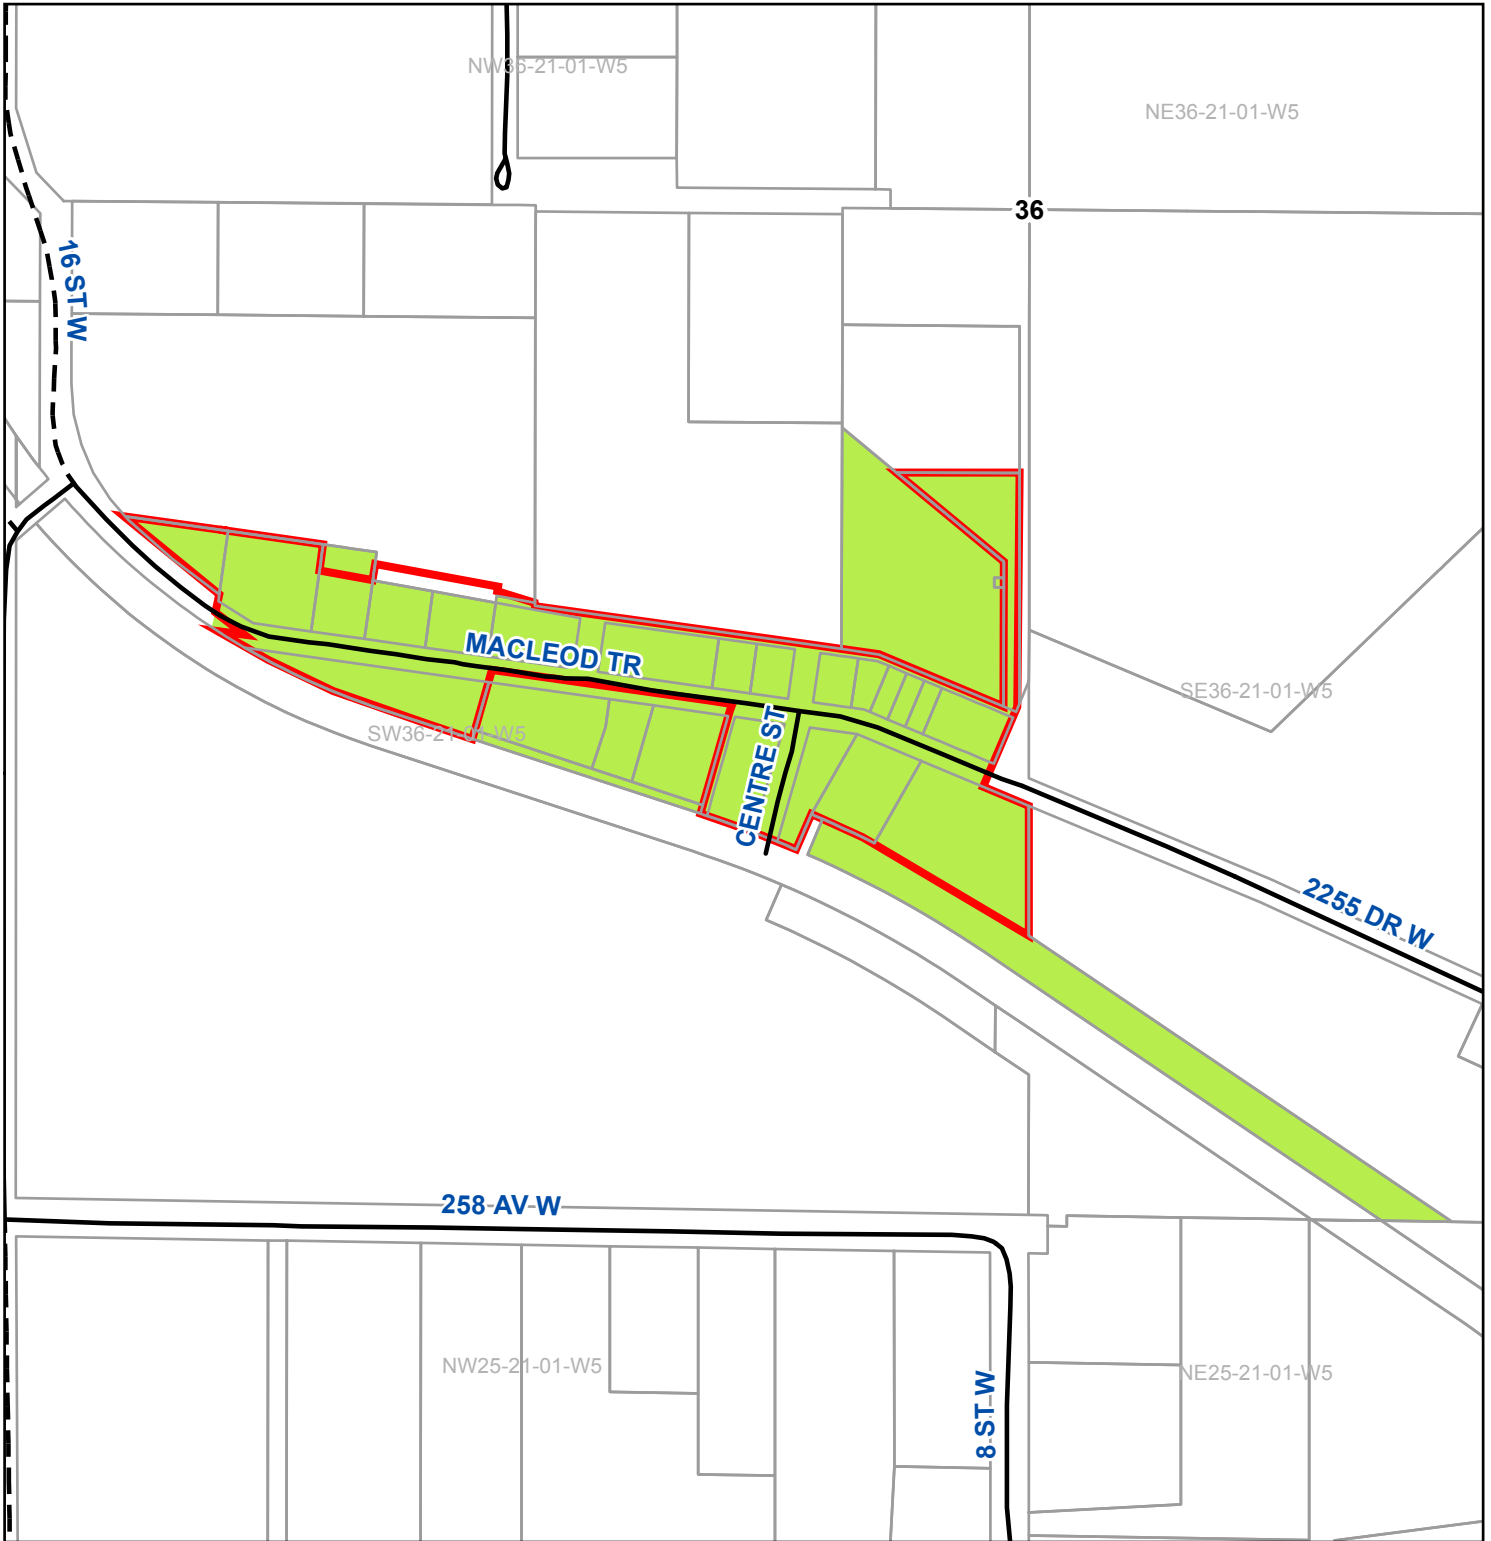 NW36-21-01-W5
NE36-21-01-W5
36
16 ST W
MACLEOD TR
SE36-21-01-W5
SW36-21-01-W5
CENTRE ST
2255 DR W
258 AV W
NW25-21-01-W5
NE25-21-01-W5
8 ST W